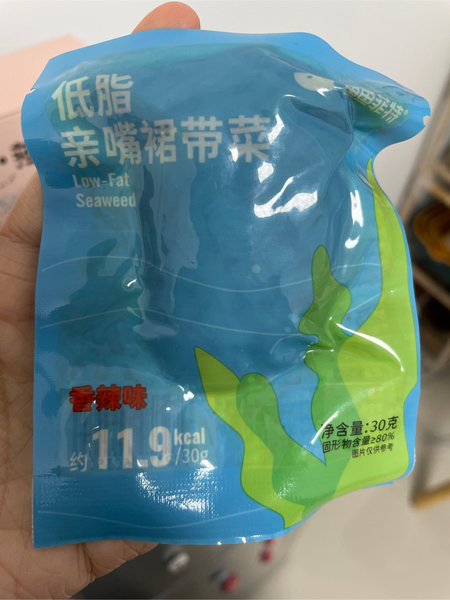 低脂
亲嘴裙带菜
Low-Fat
Seaweed
香辣味
约11.9kcal/30g
净含量:30克
固形物含量≥80%
图片仅供参考